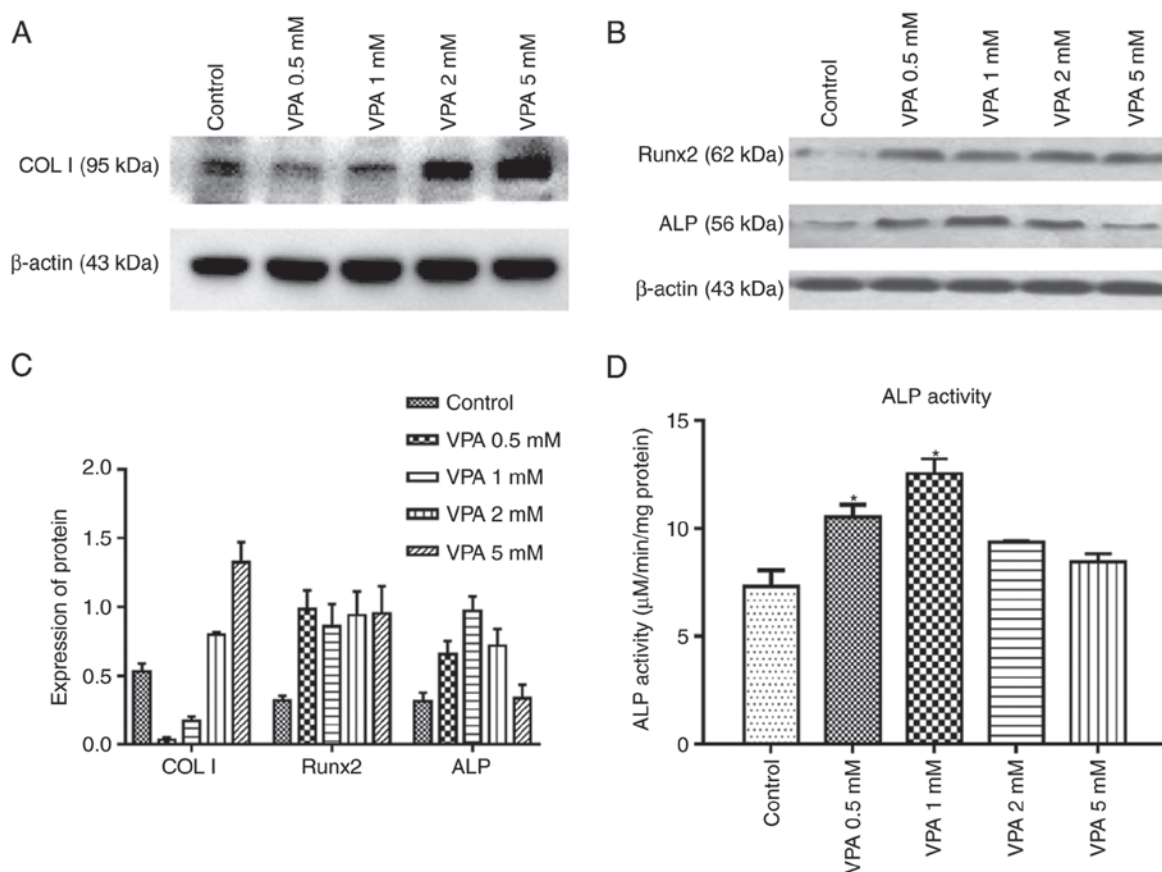 A
Control
VPA 0.5 mM
VPA 1 mM
VPA 2 mM
VPA 5 mM
COL I (95 kDa)
β-actin (43 kDa)
B
Control
VPA 0.5 mM
VPA 1 mM
VPA 2 mM
VPA 5 mM
Runx2 (62 kDa)
ALP (56 kDa)
β-actin (43 kDa)
C
Control
VPA 0.5 mM
VPA 1 mM
VPA 2 mM
VPA 5 mM
Expression of protein
2.0
1.5
1.0
0.5
0.0
COL I
Runx2
ALP
D
ALP activity
ALP activity (μM/min/mg protein)
15
10
5
0
*
*
Control
VPA 0.5 mM
VPA 1 mM
VPA 2 mM
VPA 5 mM